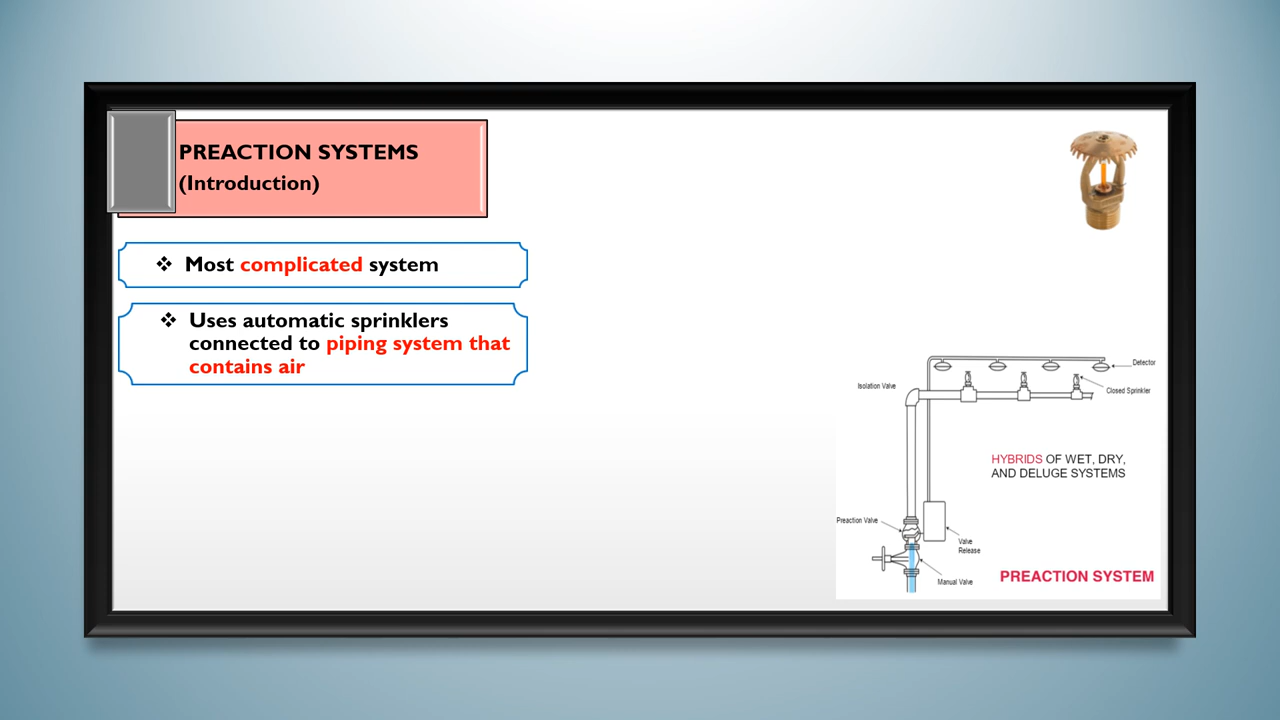 PREACTION SYSTEMS
(Introduction)
❖ Most complicated system
❖ Uses automatic sprinklers
connected to piping system that
contains air
Detector
Isolation Valve
Closed Sprinkler
HYBRIDS OF WET, DRY,
AND DELUGE SYSTEMS
Preaction Valve
Valve
Release
Manual Valve
PREACTION SYSTEM